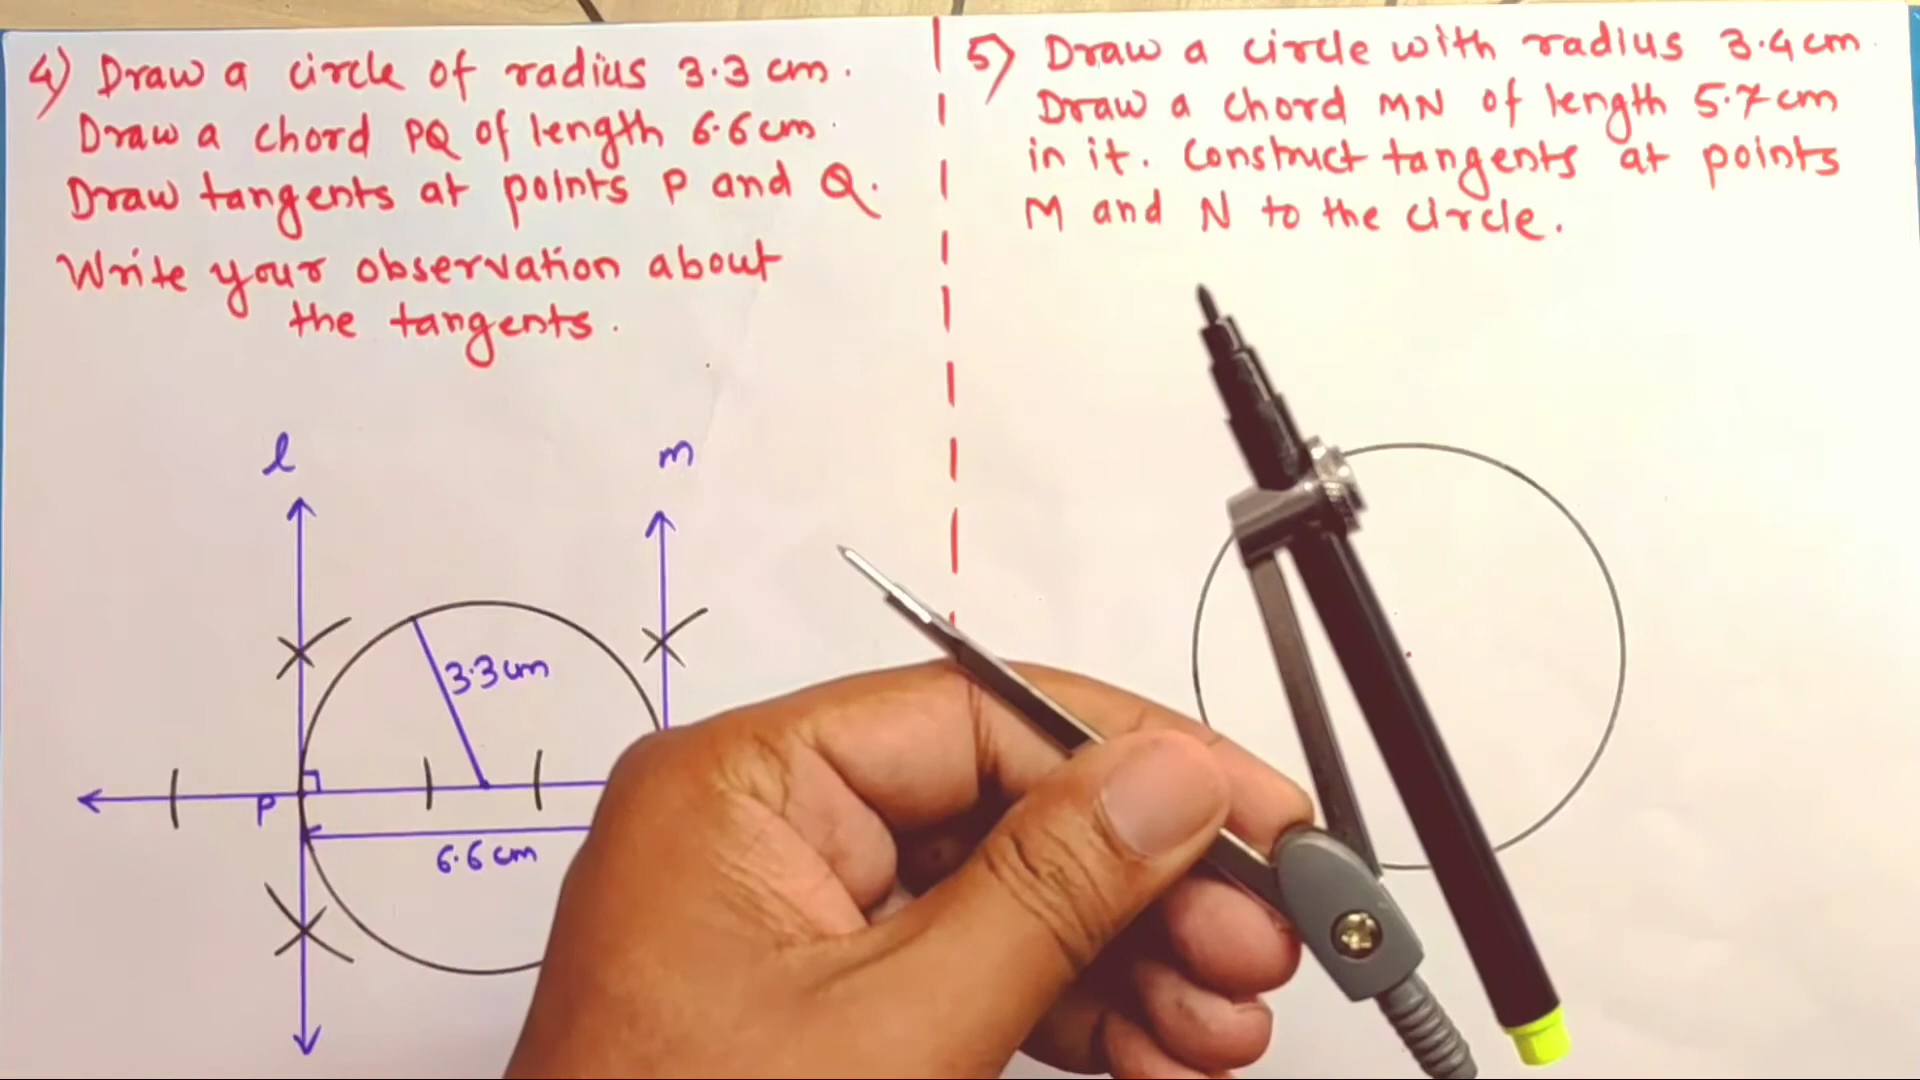 4) Draw a circle of radius 3.3 cm.
Draw a chord PQ of length 6.6 cm.
Draw tangents at points P and Q.
Write your observation about
the tangents.
5) Draw a circle with radius 3.4 cm
Draw a chord MN of length 5.7 cm
in it. Construct tangents at points
M and N to the circle.
l
m
3.3 cm
P
6.6 cm